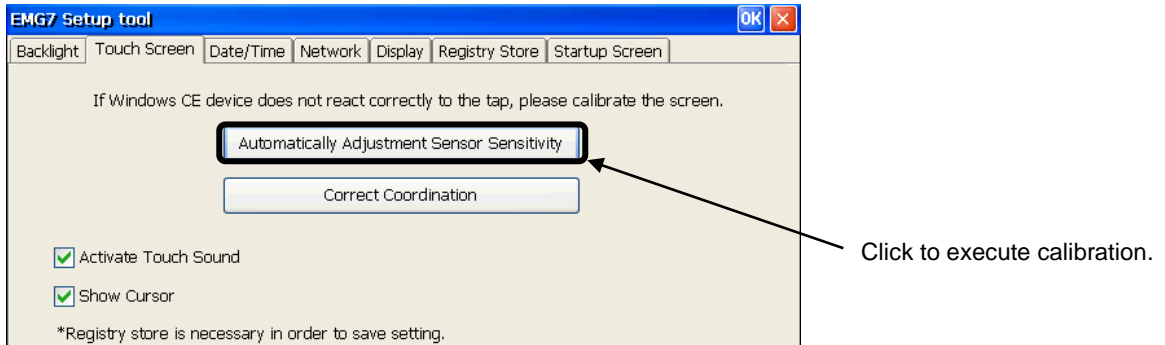 EMG7 Setup tool OK
Backlight Touch Screen Date/Time Network Display Registry Store Startup Screen
If Windows CE device does not react correctly to the tap, please calibrate the screen.
Automatically Adjustment Sensor Sensitivity
Correct Coordination
Click to execute calibration.
Activate Touch Sound
Show Cursor
*Registry store is necessary in order to save setting.